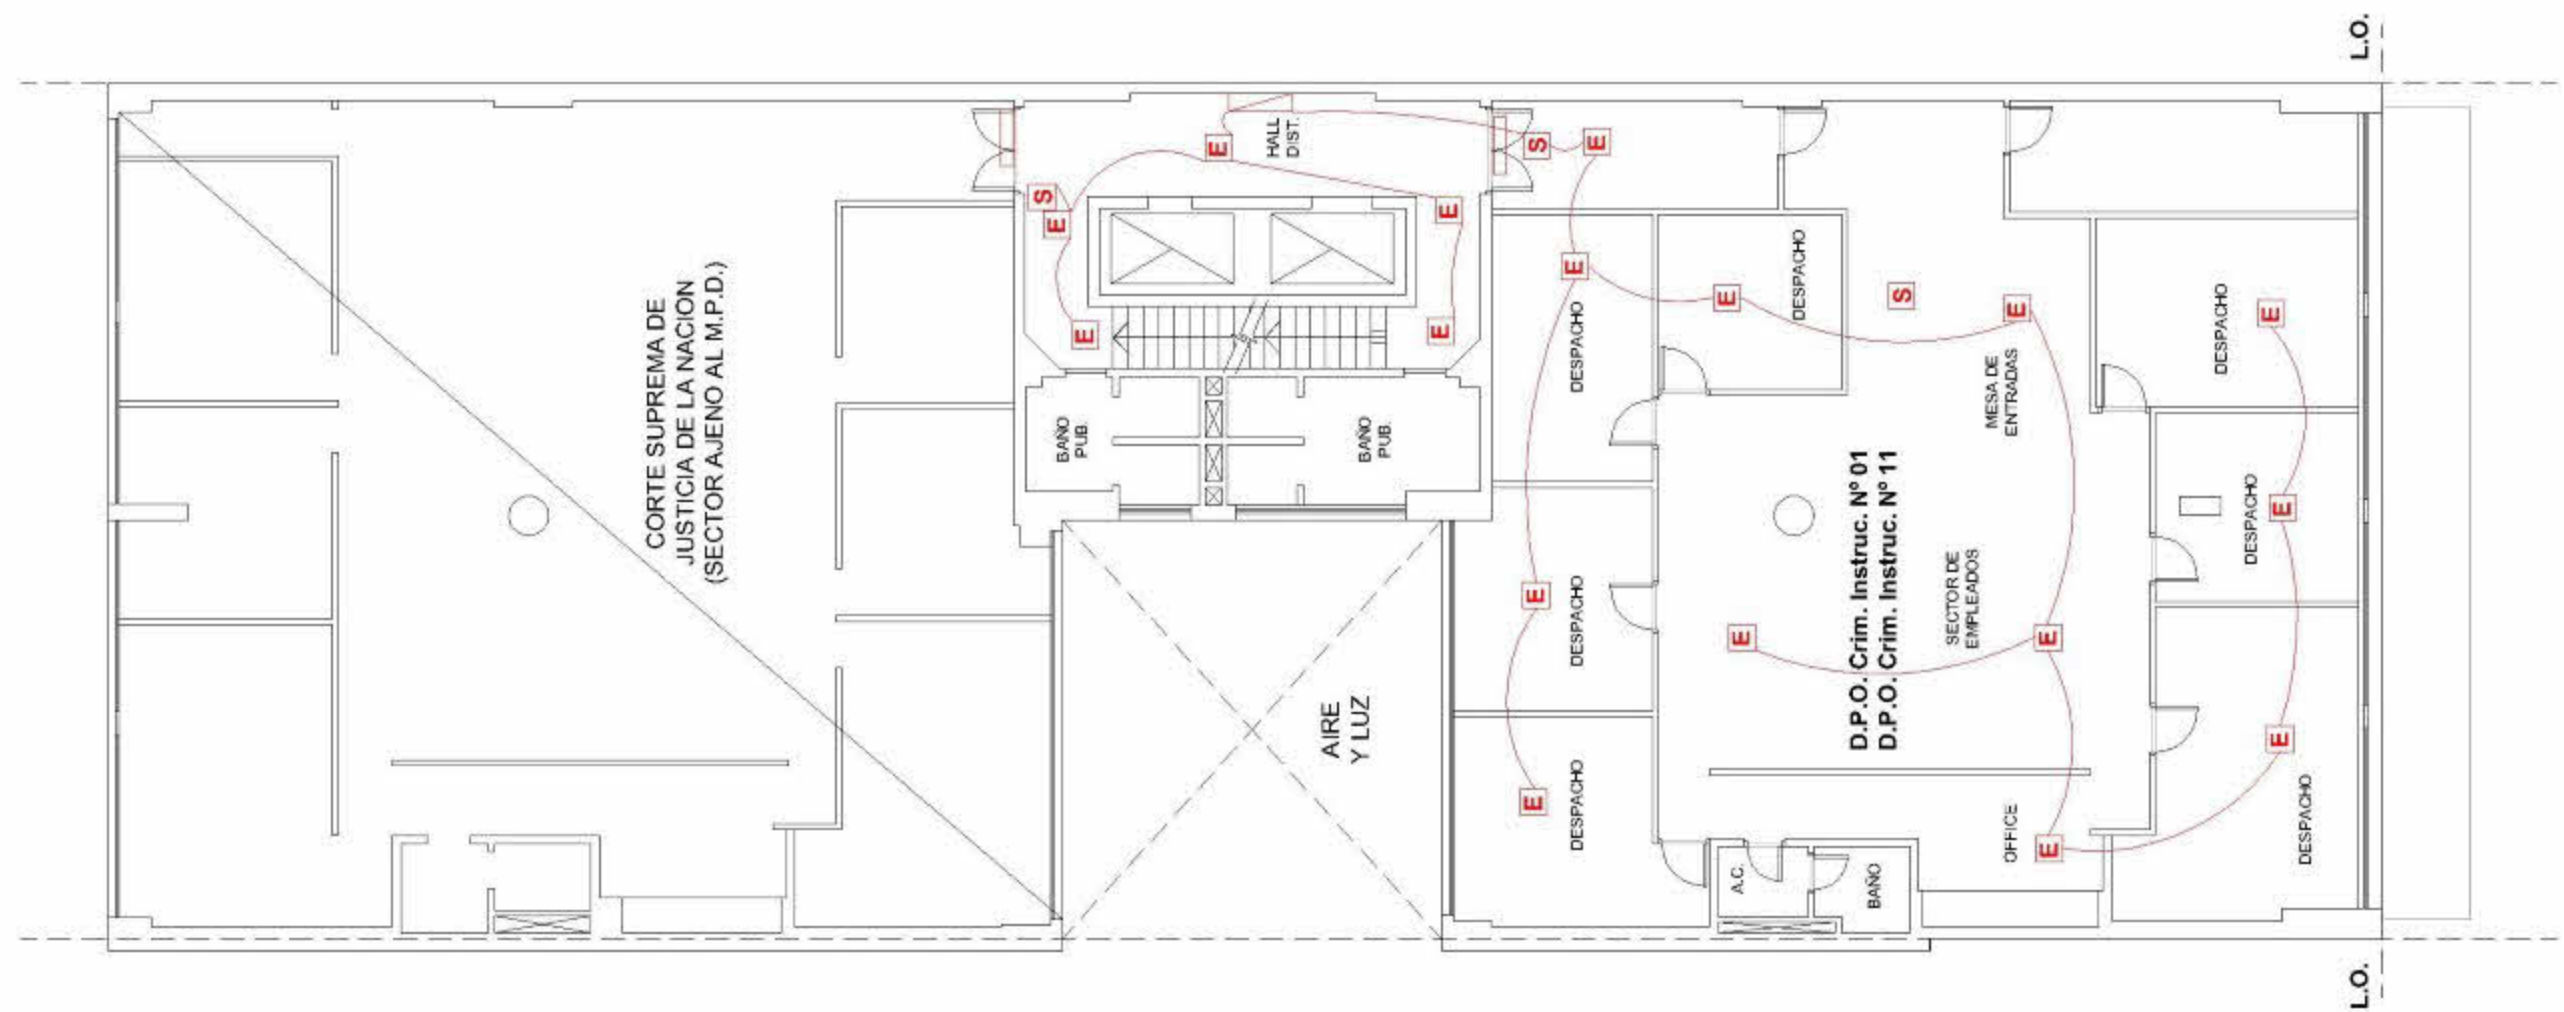 CORTE SUPREMA DE
JUSTICIA DE LA NACION
(SECTOR AJENO AL M.P.D.)
S
E
E
E
HALL
DIST.
E
E
BAÑO
PUB.
BAÑO
PUB.
AIRE
Y LUZ
S
E
E
DESPACHO
E
DESPACHO
E
DESPACHO
E
DESPACHO
S
E
MESA DE
ENTRADAS
D.P.O. Crim. Instruc. Nº 01
D.P.O. Crim. Instruc. Nº 11
SECTOR DE
EMPLEADOS
E
E
A.C.
BAÑO
OFFICE
E
DESPACHO
E
DESPACHO
E
E
DESPACHO
L.O.
L.O.